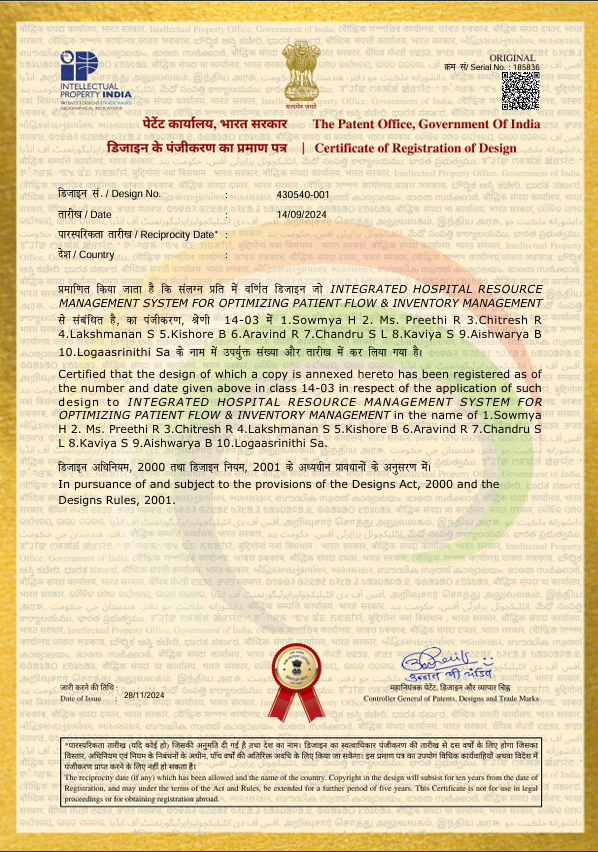 ORIGINAL
क्रम सं/ Serial No. : 185836
INTELLECTUAL
PROPERTY INDIA
PATENTS | DESIGNS | TRADE MARKS
GEOGRAPHICAL INDICATIONS
सत्यमेव जयते
पेटेंट कार्यालय, भारत सरकार The Patent Office, Government Of India
डिजाइन के पंजीकरण का प्रमाण पत्र | Certificate of Registration of Design
डिजाइन सं. / Design No. : 430540-001
तारीख / Date : 14/09/2024
पारस्परिकता तारीख / Reciprocity Date* :
देश / Country :
प्रमाणित किया जाता है कि संलग्न प्रति में वर्णित डिजाइन जो INTEGRATED HOSPITAL RESOURCE
MANAGEMENT SYSTEM FOR OPTIMIZING PATIENT FLOW & INVENTORY MANAGEMENT
से संबंधित है, का पंजीकरण, श्रेणी 14-03 में 1.Sowmya H 2. Ms. Preethi R 3.Chitresh R
4.Lakshmanan S 5.Kishore B 6.Aravind R 7.Chandru S L 8.Kaviya S 9.Aishwarya B
10.Logaasrinithi Sa के नाम में उपर्युक्त संख्या और तारीख में कर लिया गया है।
Certified that the design of which a copy is annexed hereto has been registered as of
the number and date given above in class 14-03 in respect of the application of such
design to INTEGRATED HOSPITAL RESOURCE MANAGEMENT SYSTEM FOR
OPTIMIZING PATIENT FLOW & INVENTORY MANAGEMENT in the name of 1.Sowmya
H 2. Ms. Preethi R 3.Chitresh R 4.Lakshmanan S 5.Kishore B 6.Aravind R 7.Chandru S
L 8.Kaviya S 9.Aishwarya B 10.Logaasrinithi Sa.
डिजाइन अधिनियम, 2000 तथा डिजाइन नियम, 2001 के अध्यधीन प्रावधानों के अनुसरण में।
In pursuance of and subject to the provisions of the Designs Act, 2000 and the
Designs Rules, 2001.
जारी करने की तिथि :
Date of Issue 28/11/2024
महानियंत्रक पेटेंट, डिजाइन और व्यापार चिह्न
Controller General of Patents, Designs and Trade Marks
*पारस्परिकता तारीख (यदि कोई हो) जिसकी अनुमति दी गई है तथा देश का नाम। डिजाइन का स्वत्वाधिकार पंजीकरण की तारीख से दस वर्षों के लिए होगा जिसका
विस्तार, अधिनियम एवं नियम के निबंधनों के अधीन, पाँच वर्षों की अतिरिक्त अवधि के लिए किया जा सकेगा। इस प्रमाण पत्र का उपयोग विधिक कार्यवाहियों अथवा विदेश में
पंजीकरण प्राप्त करने के लिए नहीं हो सकता है।
The reciprocity date (if any) which has been allowed and the name of the country. Copyright in the design will subsist for ten years from the date of
Registration, and may under the terms of the Act and Rules, be extended for a further period of five years. This Certificate is not for use in legal
proceedings or for obtaining registration abroad.